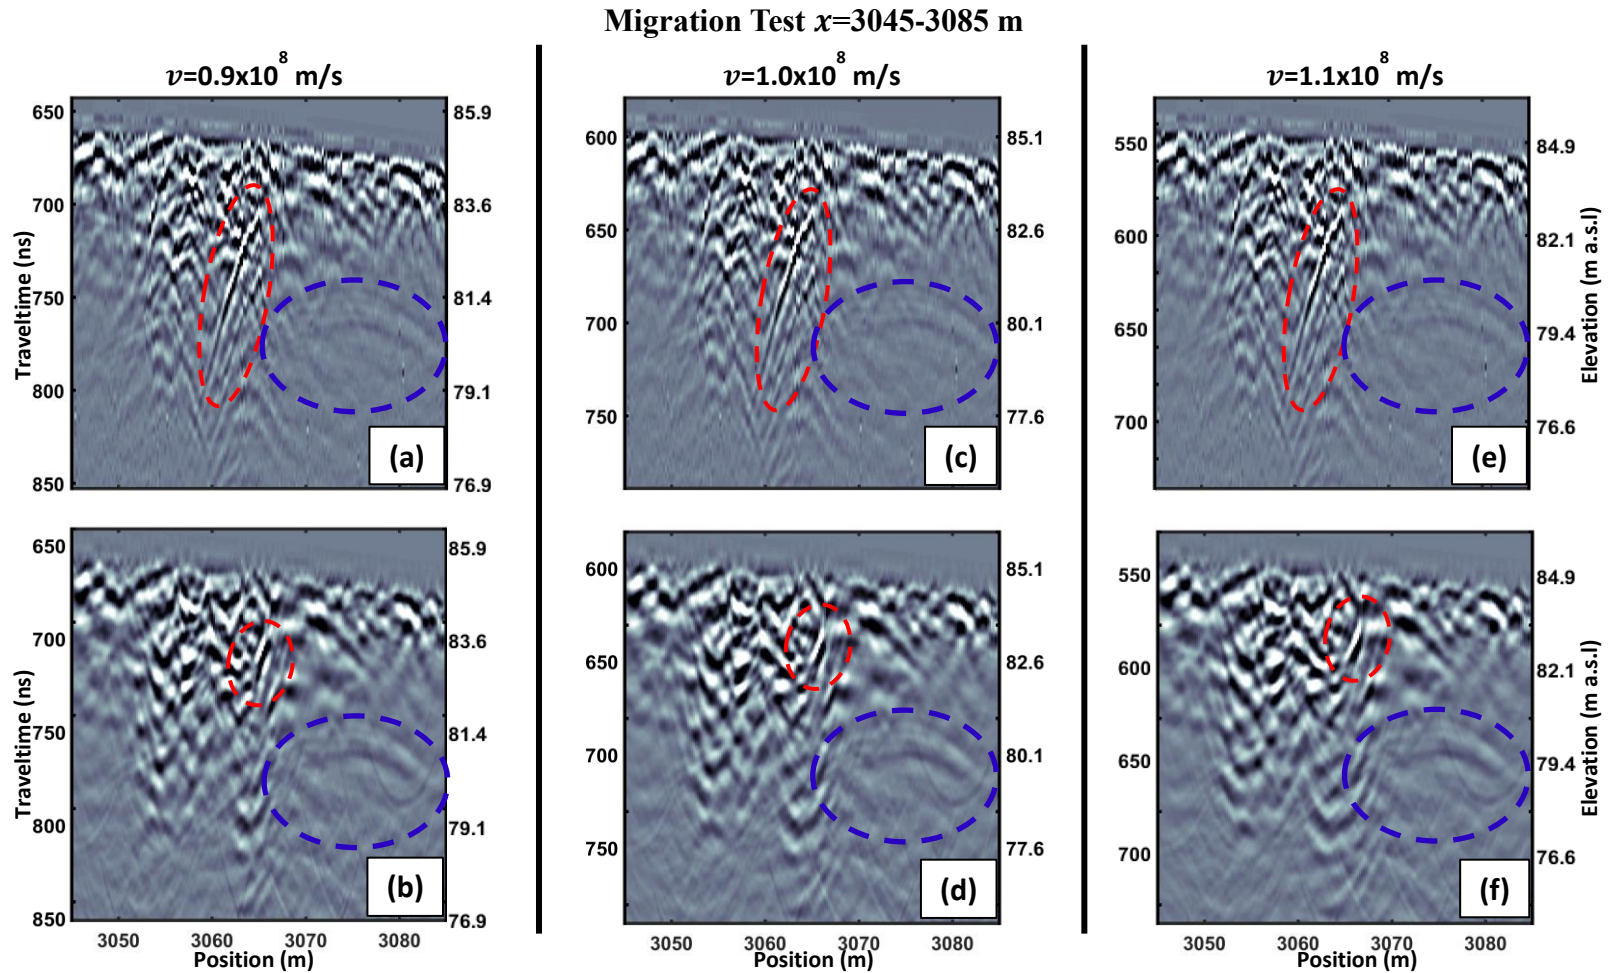 Migration Test x=3045-3085 m
v=0.9x10^8 m/s
v=1.0x10^8 m/s
v=1.1x10^8 m/s
Traveltime (ns)
650
700
750
800
850
85.9
83.6
81.4
79.1
76.9
(a)
600
650
700
750
85.1
82.6
80.1
77.6
(c)
550
600
650
700
84.9
82.1
79.4
76.6
Elevation (m a.s.l)
(e)
Traveltime (ns)
650
700
750
800
850
85.9
83.6
81.4
79.1
76.9
(b)
3050 3060 3070 3080
Position (m)
600
650
700
750
85.1
82.6
80.1
77.6
(d)
3050 3060 3070 3080
Position (m)
550
600
650
700
84.9
82.1
79.4
76.6
Elevation (m a.s.l)
(f)
3050 3060 3070 3080
Position (m)